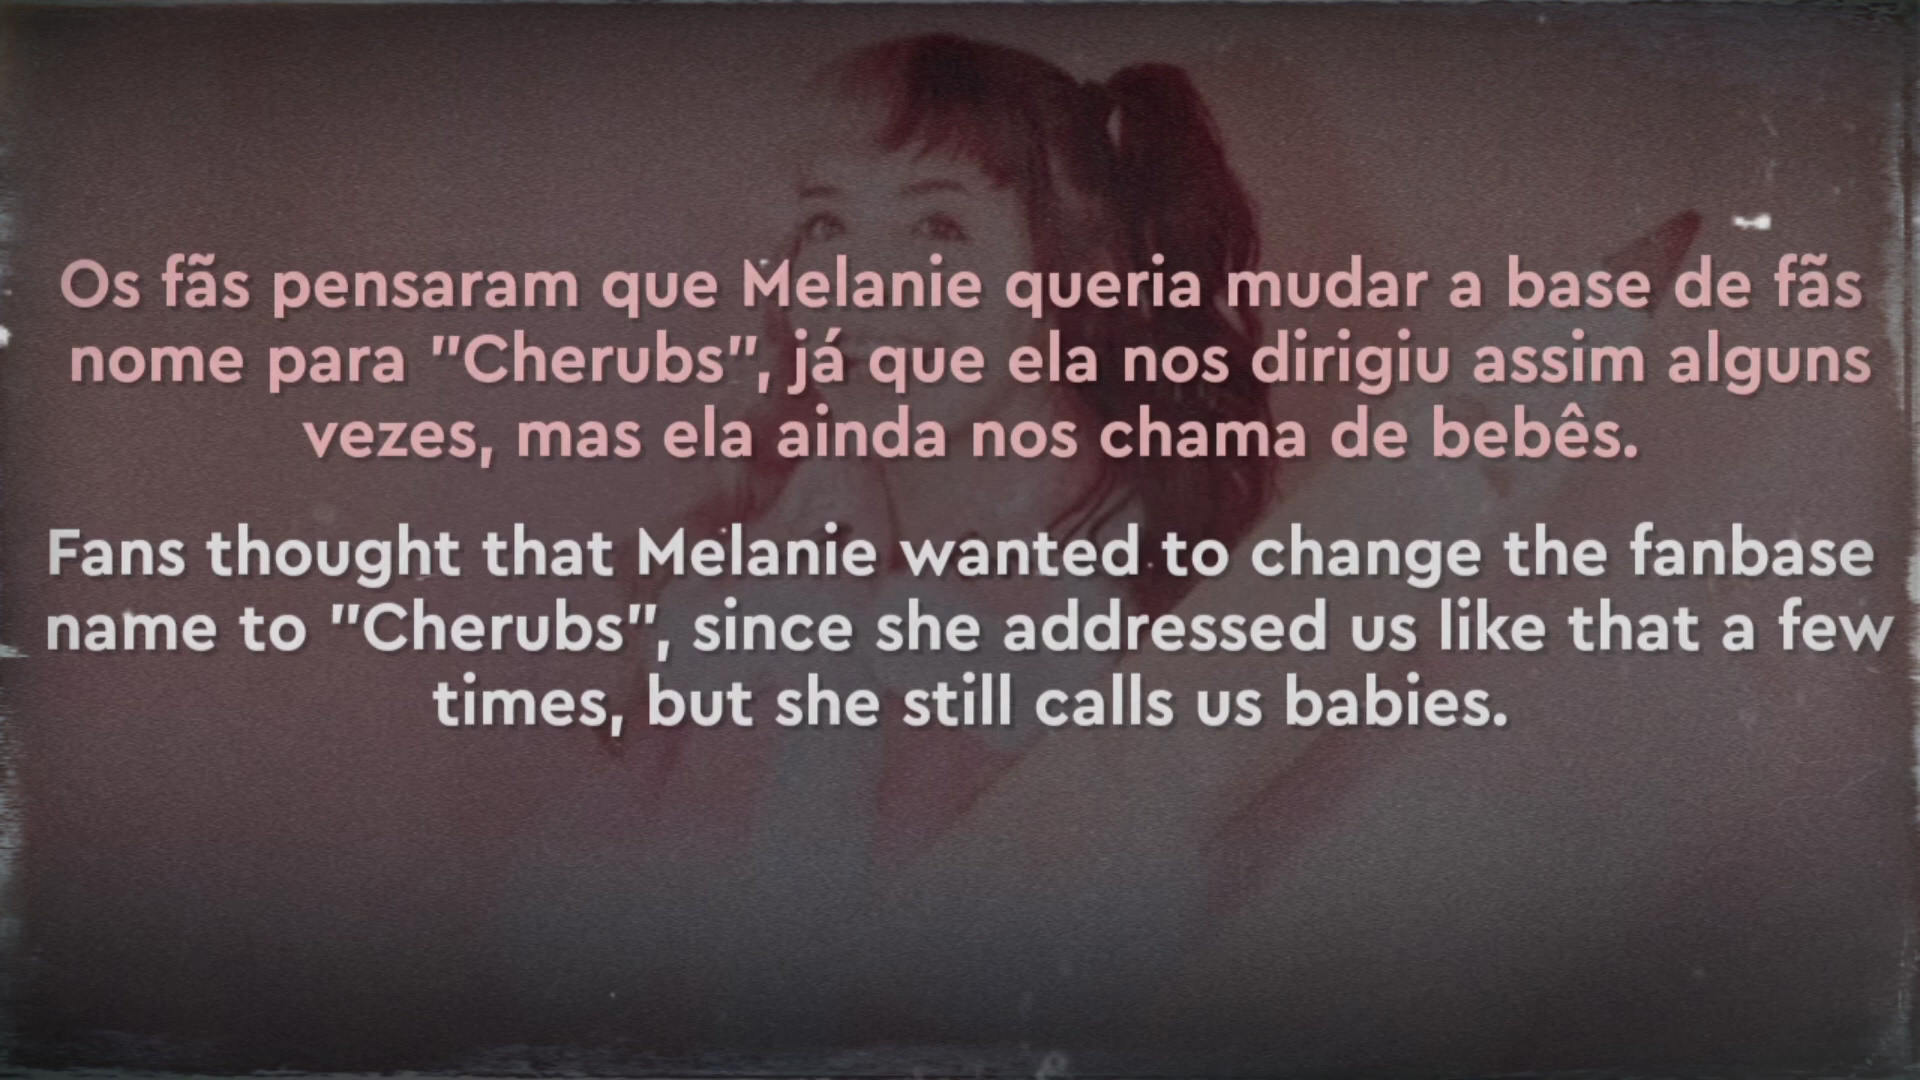 Os fãs pensaram que Melanie queria mudar a base de fãs
nome para "Cherubs", já que ela nos dirigiu assim alguns
vezes, mas ela ainda nos chama de bebês.
Fans thought that Melanie wanted to change the fanbase
name to "Cherubs", since she addressed us like that a few
times, but she still calls us babies.